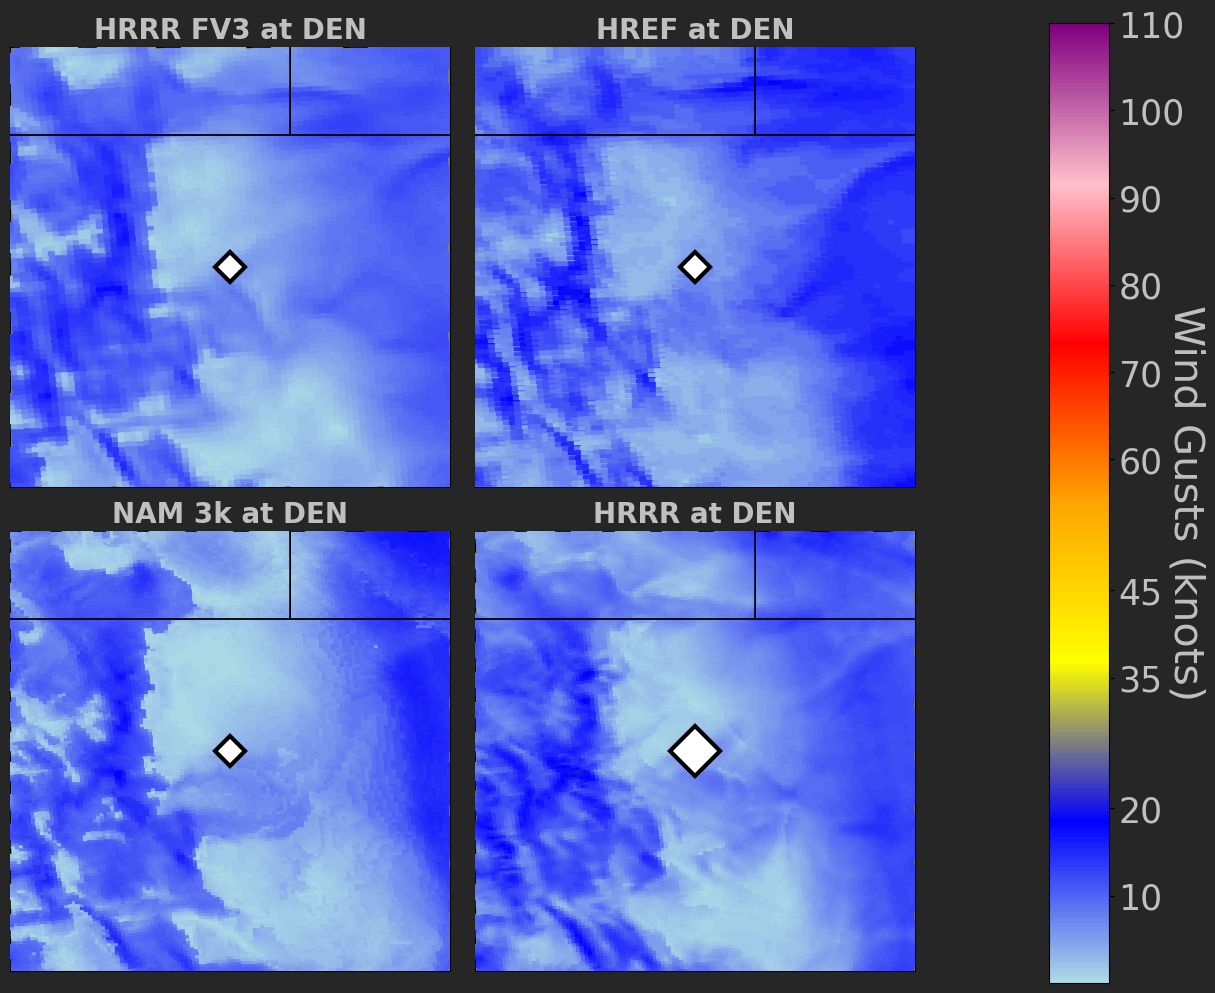 HRRR FV3 at DEN
HREF at DEN
NAM 3k at DEN
HRRR at DEN
110
100
90
80
70
60
45
35
20
10
Wind Gusts (knots)